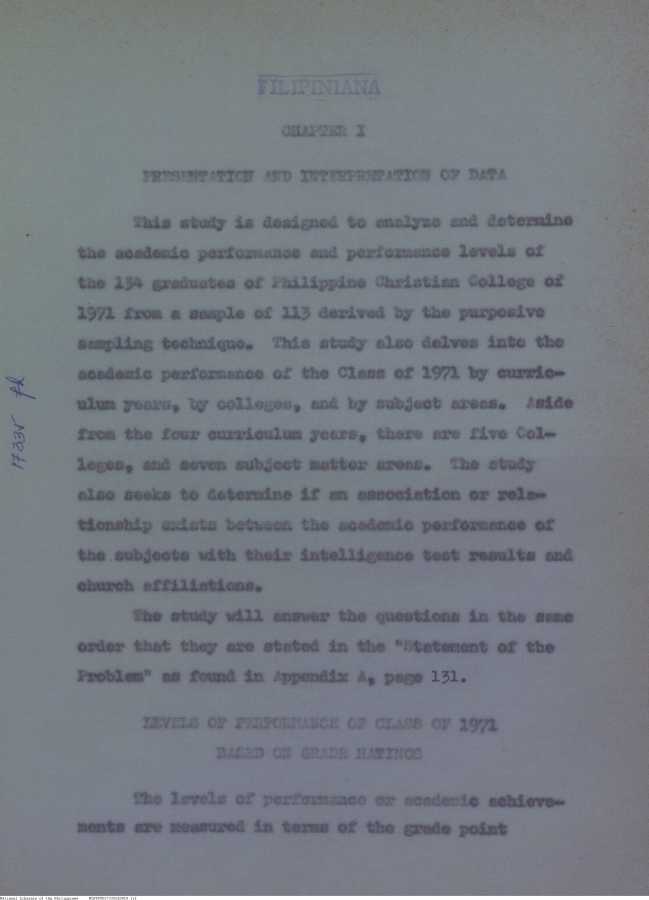 FILIPINIANA
CHAPTER I
PRESENTATION AND INTERPRETATION OF DATA
This study is designed to analyze and determine
the academic performance and performance levels of
the 134 graduates of Philippine Christian College of
1971 from a sample of 113 derived by the purposive
sampling technique. This study also delves into the
academic performance of the Class of 1971 by curric-
ulum years, by colleges, and by subject areas. Aside
from the four curriculum years, there are five Col-
leges, and seven subject matter areas. The study
also seeks to determine if an association or rela-
tionship exists between the academic performance of
the subjects with their intelligence test results and
church affiliations.
The study will answer the questions in the same
order that they are stated in the "Statement of the
Problem" as found in Appendix A, page 131.
LEVELS OF PERFORMANCE OF CLASS OF 1971
BASED ON GRADE RATINGS
The levels of performance or academic achieve-
ments are measured in terms of the grade point
National Library of the Philippines